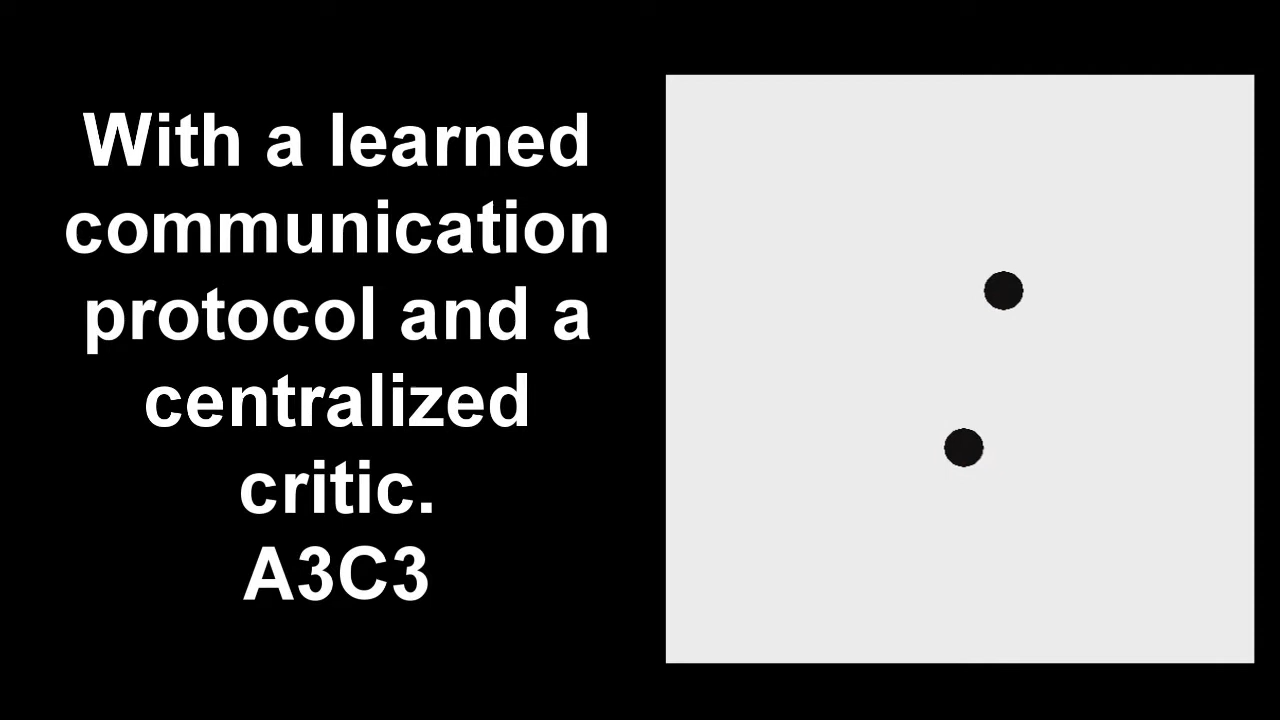 With a learned
communication
protocol and a
centralized
critic.
A3C3